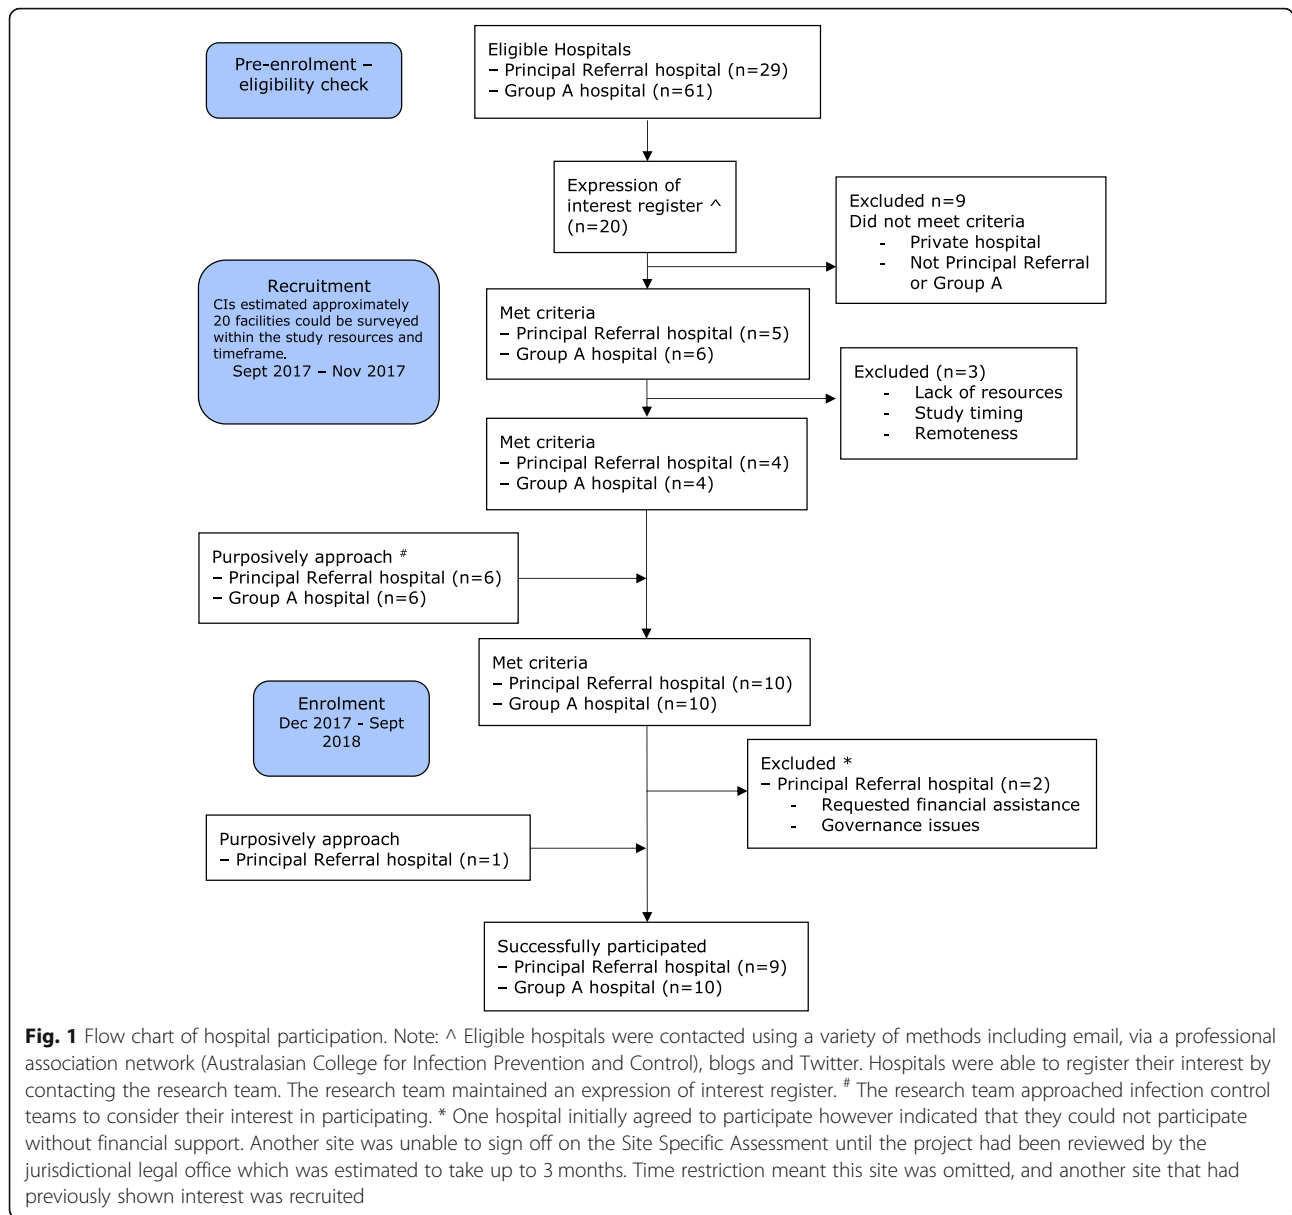 Pre-enrolment –
eligibility check
Eligible Hospitals
– Principal Referral hospital (n=29)
– Group A hospital (n=61)
Expression of
interest register ^
(n=20)
Excluded n=9
Did not meet criteria
- Private hospital
- Not Principal Referral
or Group A
Recruitment
CIs estimated approximately
20 facilities could be surveyed
within the study resources and
timeframe.
Sept 2017 – Nov 2017
Met criteria
– Principal Referral hospital (n=5)
– Group A hospital (n=6)
Excluded (n=3)
- Lack of resources
- Study timing
- Remoteness
Met criteria
– Principal Referral hospital (n=4)
– Group A hospital (n=4)
Purposively approach #
– Principal Referral hospital (n=6)
– Group A hospital (n=6)
Met criteria
– Principal Referral hospital (n=10)
– Group A hospital (n=10)
Enrolment
Dec 2017 - Sept
2018
Excluded *
– Principal Referral hospital (n=2)
- Requested financial assistance
- Governance issues
Purposively approach
– Principal Referral hospital (n=1)
Successfully participated
– Principal Referral hospital (n=9)
– Group A hospital (n=10)
Fig. 1 Flow chart of hospital participation. Note: ^ Eligible hospitals were contacted using a variety of methods including email, via a professional
association network (Australasian College for Infection Prevention and Control), blogs and Twitter. Hospitals were able to register their interest by
contacting the research team. The research team maintained an expression of interest register. # The research team approached infection control
teams to consider their interest in participating. * One hospital initially agreed to participate however indicated that they could not participate
without financial support. Another site was unable to sign off on the Site Specific Assessment until the project had been reviewed by the
jurisdictional legal office which was estimated to take up to 3 months. Time restriction meant this site was omitted, and another site that had
previously shown interest was recruited